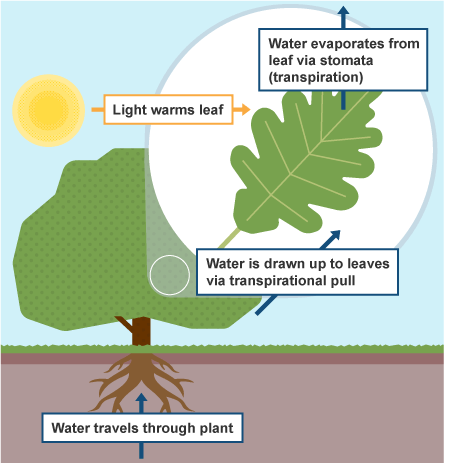 Water evaporates from
leaf via stomata
(transpiration)
Light warms leaf
Water is drawn up to leaves
via transpirational pull
Water travels through plant